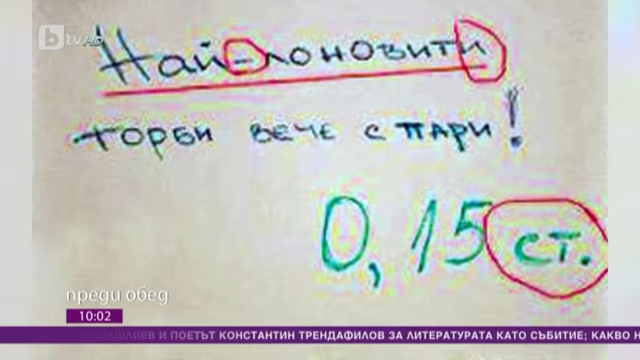 bTV HD
Най-лоновити
торби вече с пари!
0,15 ст.
преди обед
10:02
И ПОЕТЪТ КОНСТАНТИН ТРЕНДАФИЛОВ ЗА ЛИТЕРАТУРАТА КАТО СЪБИТИЕ; КАКВО Н